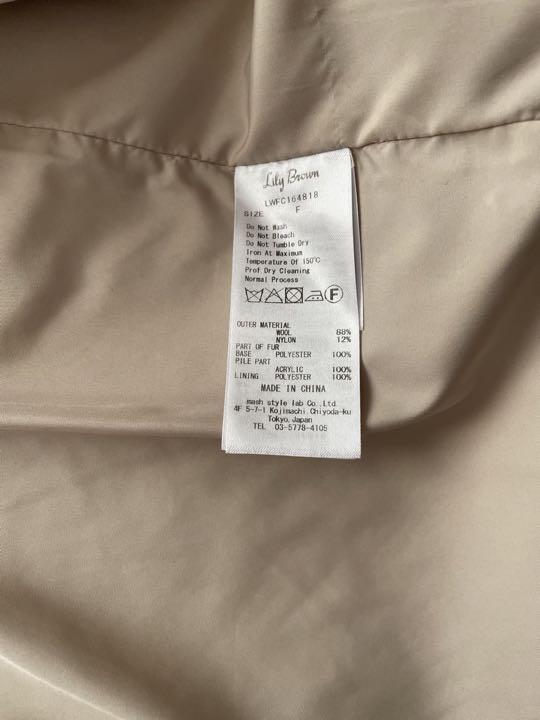 Lily Brown
LWFC164818
SIZE F
Do Not Wash
Do Not Bleach
Do Not Tumble Dry
Iron At Maximum
Temperature Of 150℃
Prof.Dry Cleaning
Normal Process
F
OUTER MATERIAL
WOOL 88%
NYLON 12%
PART OF FUR
BASE POLYESTER 100%
PILE PART
ACRYLIC 100%
LINING POLYESTER 100%
MADE IN CHINA
mash style lab Co.,Ltd.
4F 5-7-1 Kojimachi Chiyoda-ku
Tokyo,Japan
TEL 03-5778-4105